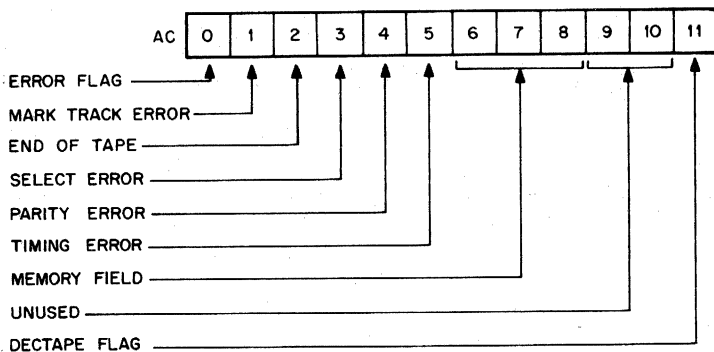 AC 0 1 2 3 4 5 6 7 8 9 10 11
ERROR FLAG
MARK TRACK ERROR
END OF TAPE
SELECT ERROR
PARITY ERROR
TIMING ERROR
MEMORY FIELD
UNUSED
DECTAPE FLAG